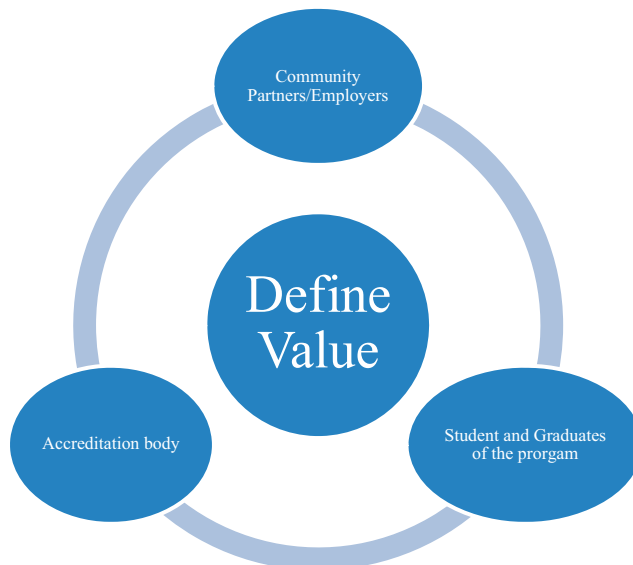 Community
Partners/Employers
Define
Value
Accreditation body
Student and Graduates
of the prorgam